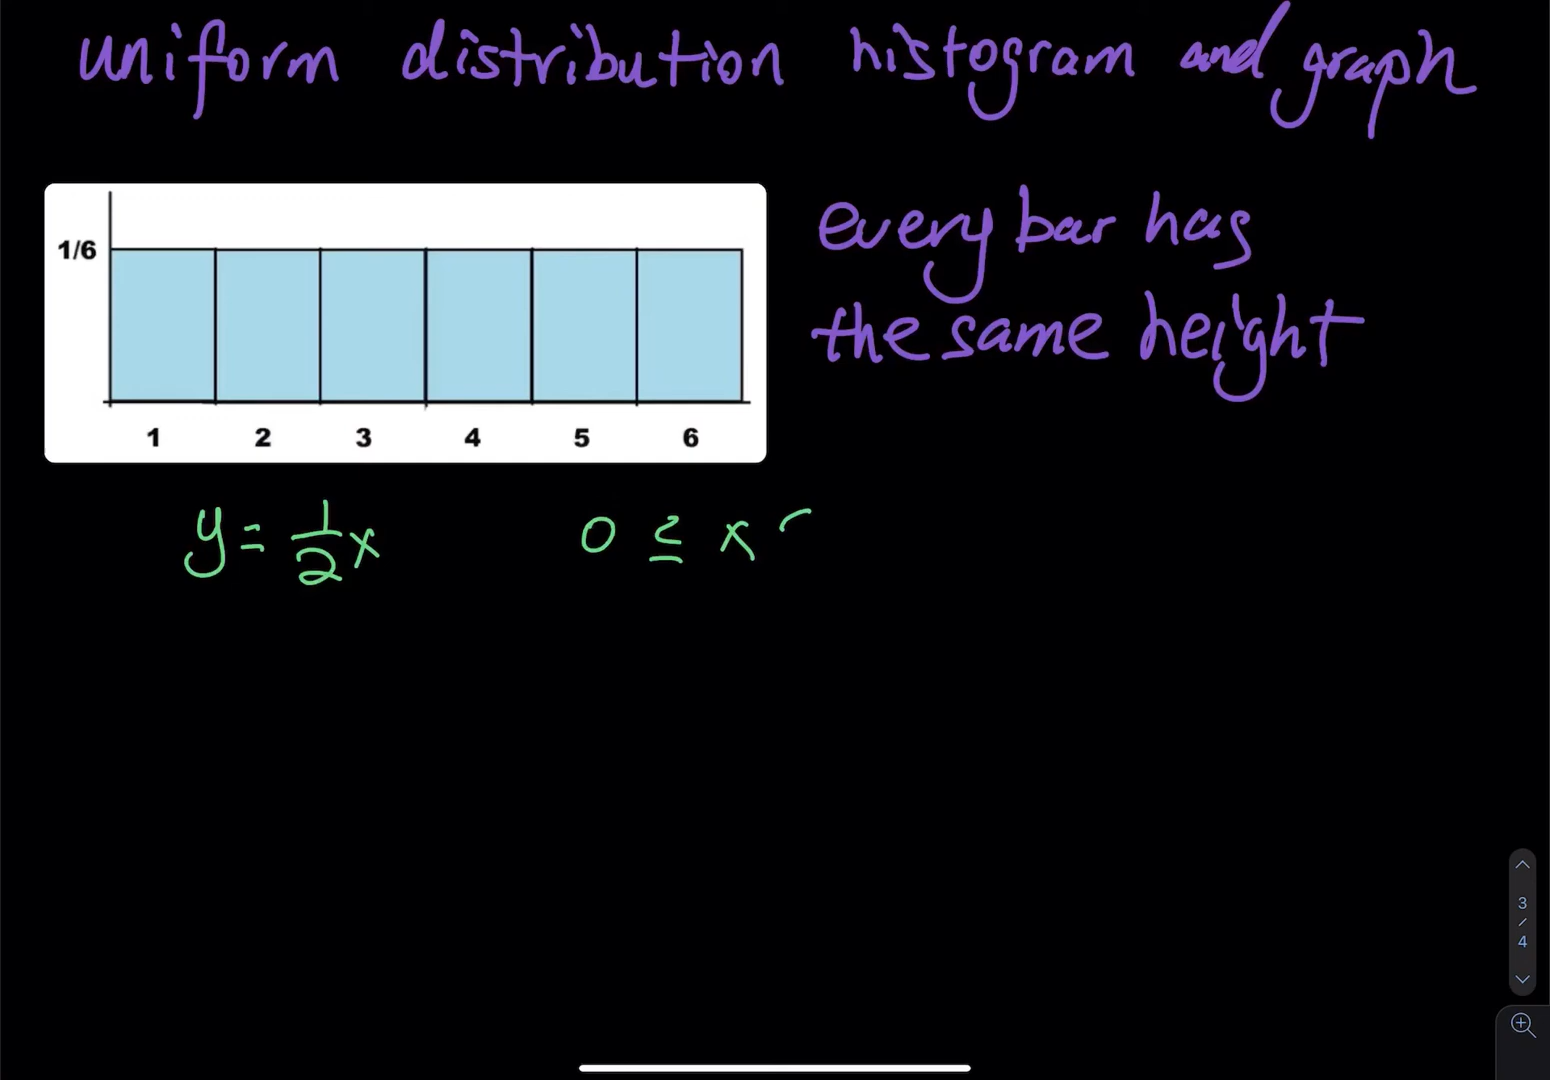 uniform distribution histogram and graph
1/6
1 2 3 4 5 6
every bar has
the same height
y = 1/2 x 0 ≤ x
3
/
4